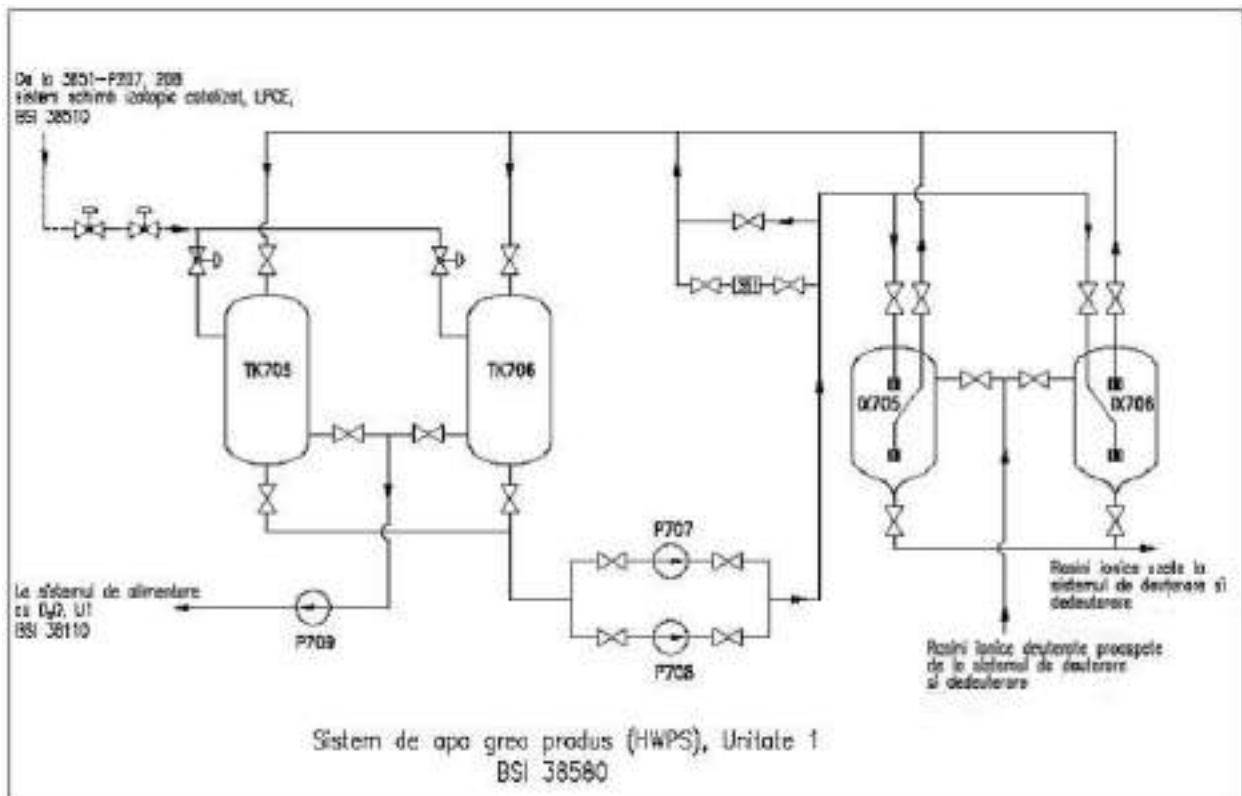 De la 3851-P207, 208
sistem schimb izotopic catalizat, LPCE,
BSI 38510
TK705
TK706
IX705
IX706
P707
P708
P709
La sistemul de alimentare
cu D2O, U1
BSI 38110
Rasini ionice uzate la
sistemul de deuterare si
dedeuterare
Rasini ionice deuterate proaspete
de la sistemul de deuterare
si dedeuterare
Sistem de apa grea produs (HWPS), Unitate 1
BSI 38580